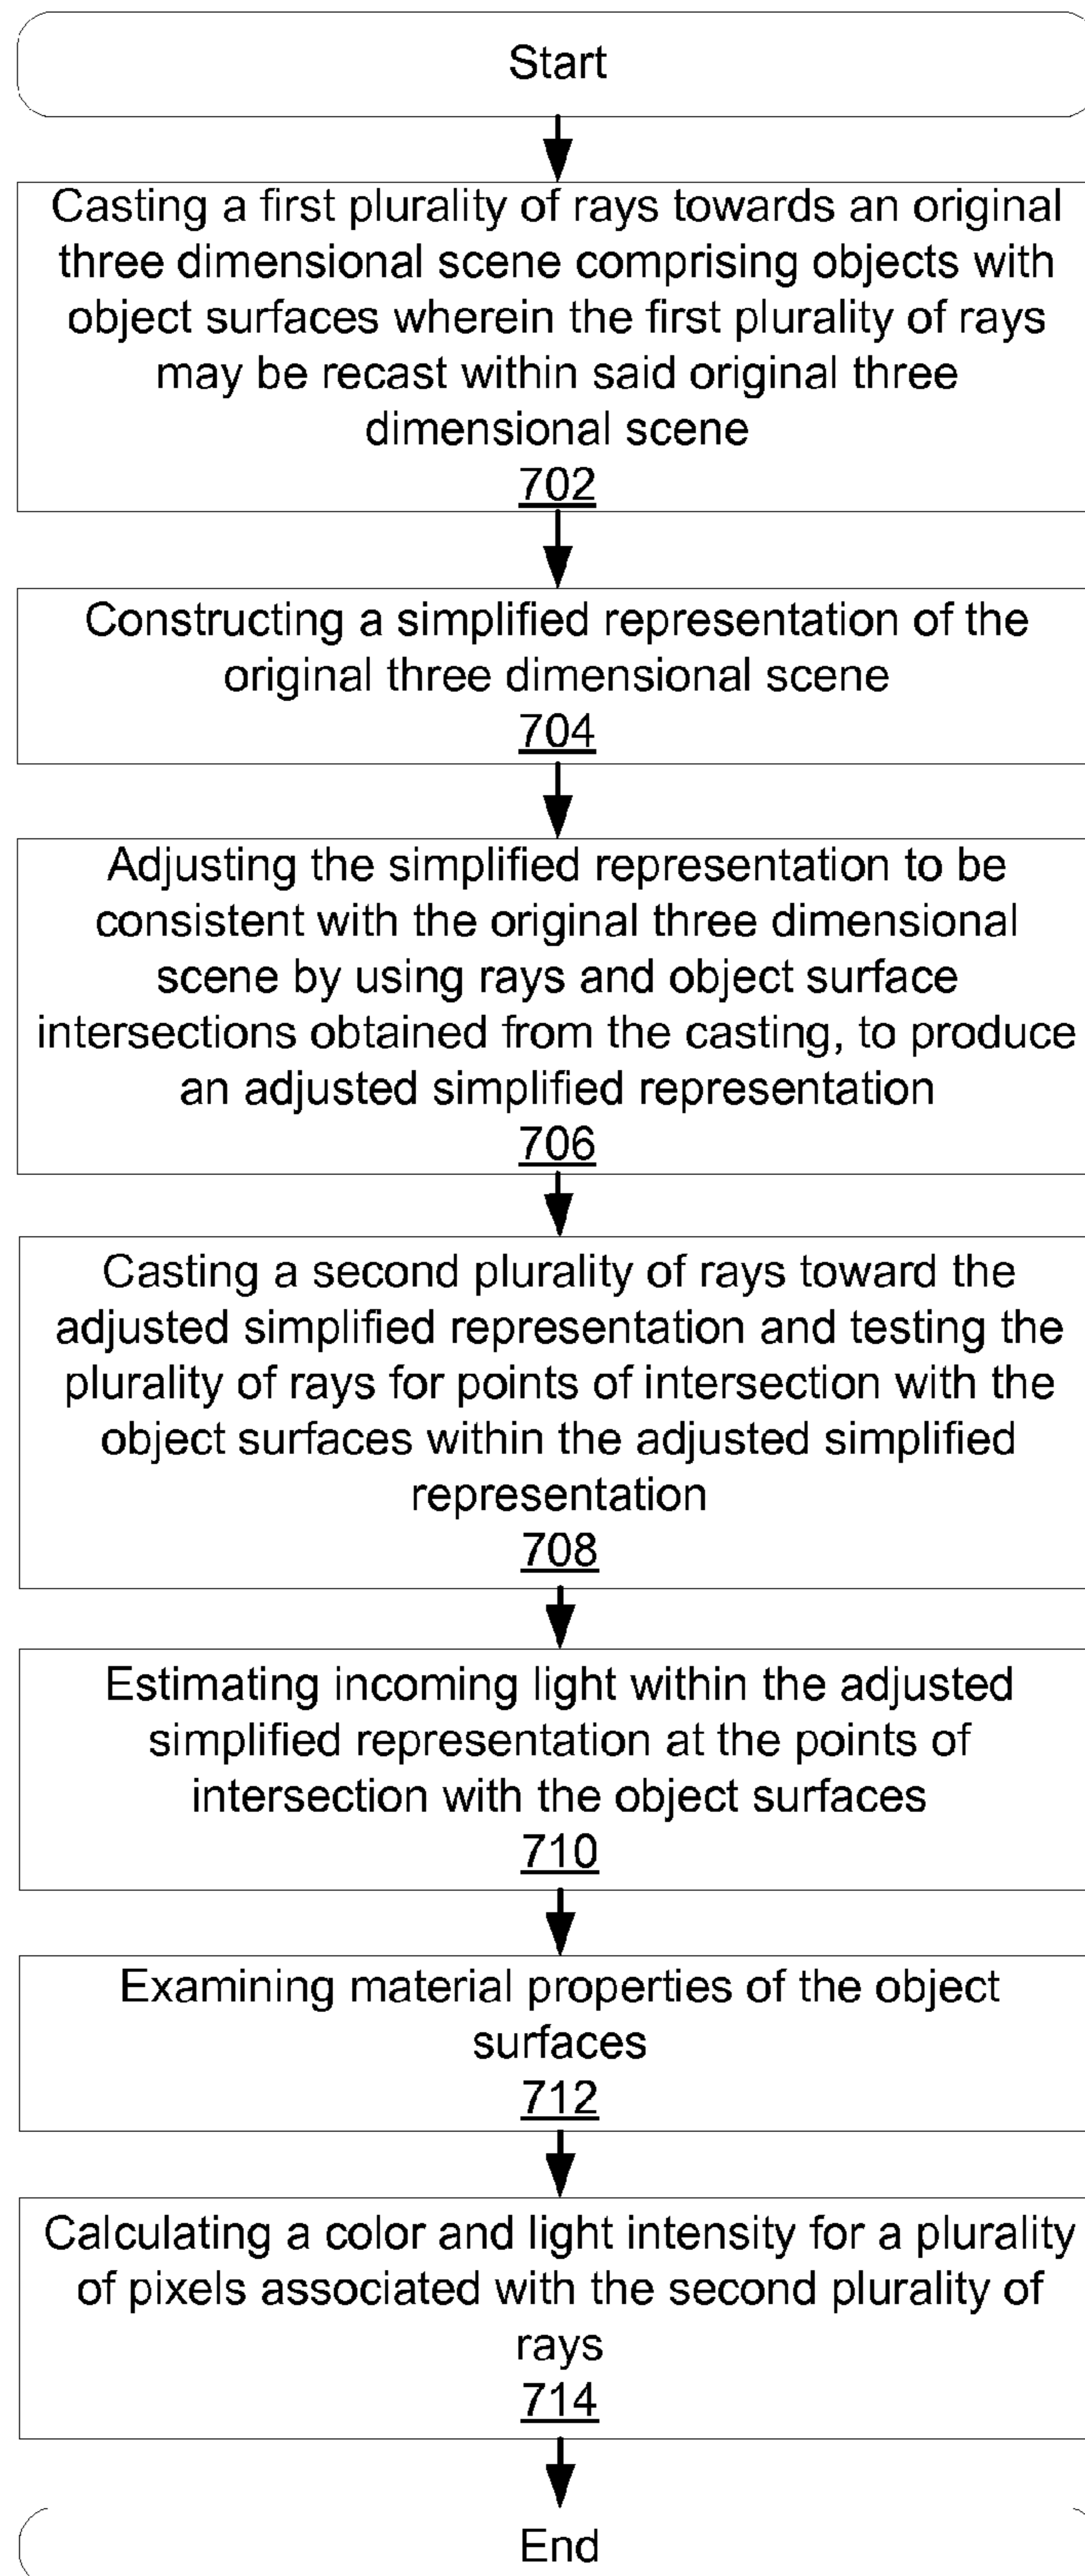 Start
Casting a first plurality of rays towards an original
three dimensional scene comprising objects with
object surfaces wherein the first plurality of rays
may be recast within said original three
dimensional scene
702
Constructing a simplified representation of the
original three dimensional scene
704
Adjusting the simplified representation to be
consistent with the original three dimensional
scene by using rays and object surface
intersections obtained from the casting, to produce
an adjusted simplified representation
706
Casting a second plurality of rays toward the
adjusted simplified representation and testing the
plurality of rays for points of intersection with the
object surfaces within the adjusted simplified
representation
708
Estimating incoming light within the adjusted
simplified representation at the points of
intersection with the object surfaces
710
Examining material properties of the object
surfaces
712
Calculating a color and light intensity for a plurality
of pixels associated with the second plurality of
rays
714
End